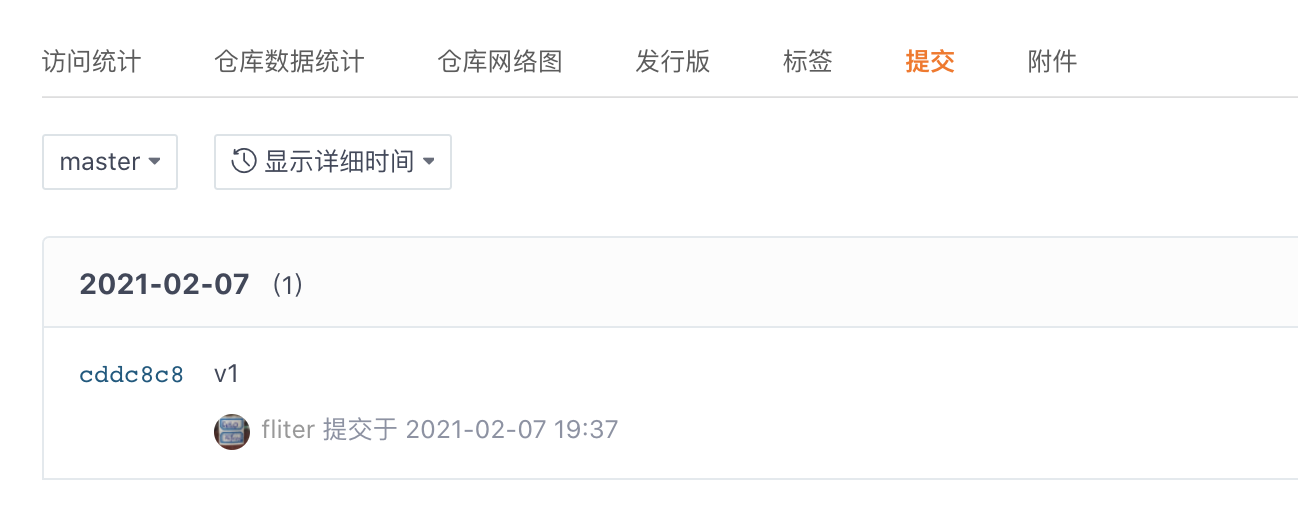 访问统计 仓库数据统计 仓库网络图 发行版 标签 提交 附件
master 显示详细时间
2021-02-07 (1)
cddc8c8 v1
fliter 提交于 2021-02-07 19:37